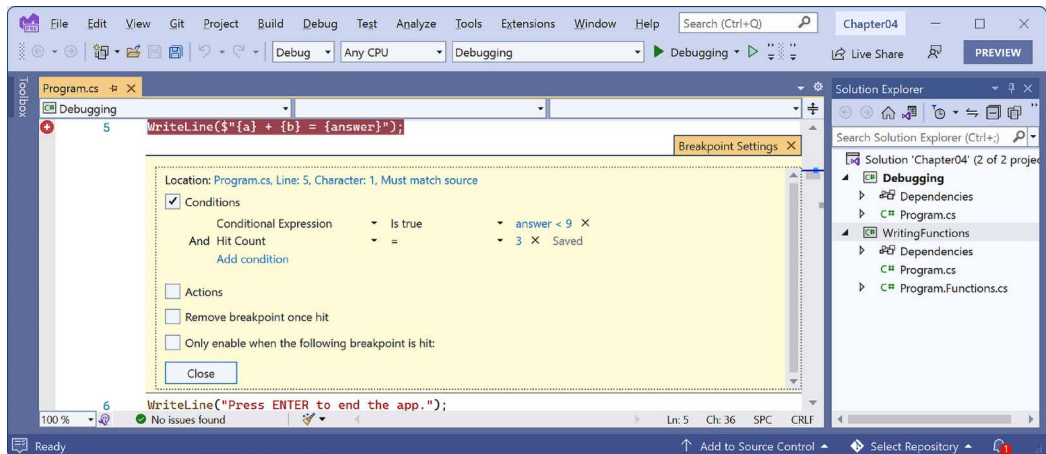 File Edit View Git Project Build Debug Test Analyze Tools Extensions Window Help Search (Ctrl+Q) Chapter04
Debug Any CPU Debugging Debugging Live Share PREVIEW
Toolbox
Program.cs
Debugging
5 WriteLine($"{a} + {b} = {answer}");
Breakpoint Settings
Location: Program.cs, Line: 5, Character: 1, Must match source
Conditions
Conditional Expression Is true answer < 9
And Hit Count = 3 Saved
Add condition
Actions
Remove breakpoint once hit
Only enable when the following breakpoint is hit:
Close
6 WriteLine("Press ENTER to end the app.");
100 % No issues found Ln: 5 Ch: 36 SPC CRLF
Solution Explorer
Search Solution Explorer (Ctrl+;)
Solution 'Chapter04' (2 of 2 projec
C# Debugging
Dependencies
C# Program.cs
C# WritingFunctions
Dependencies
C# Program.cs
C# Program.Functions.cs
Ready Add to Source Control Select Repository 1